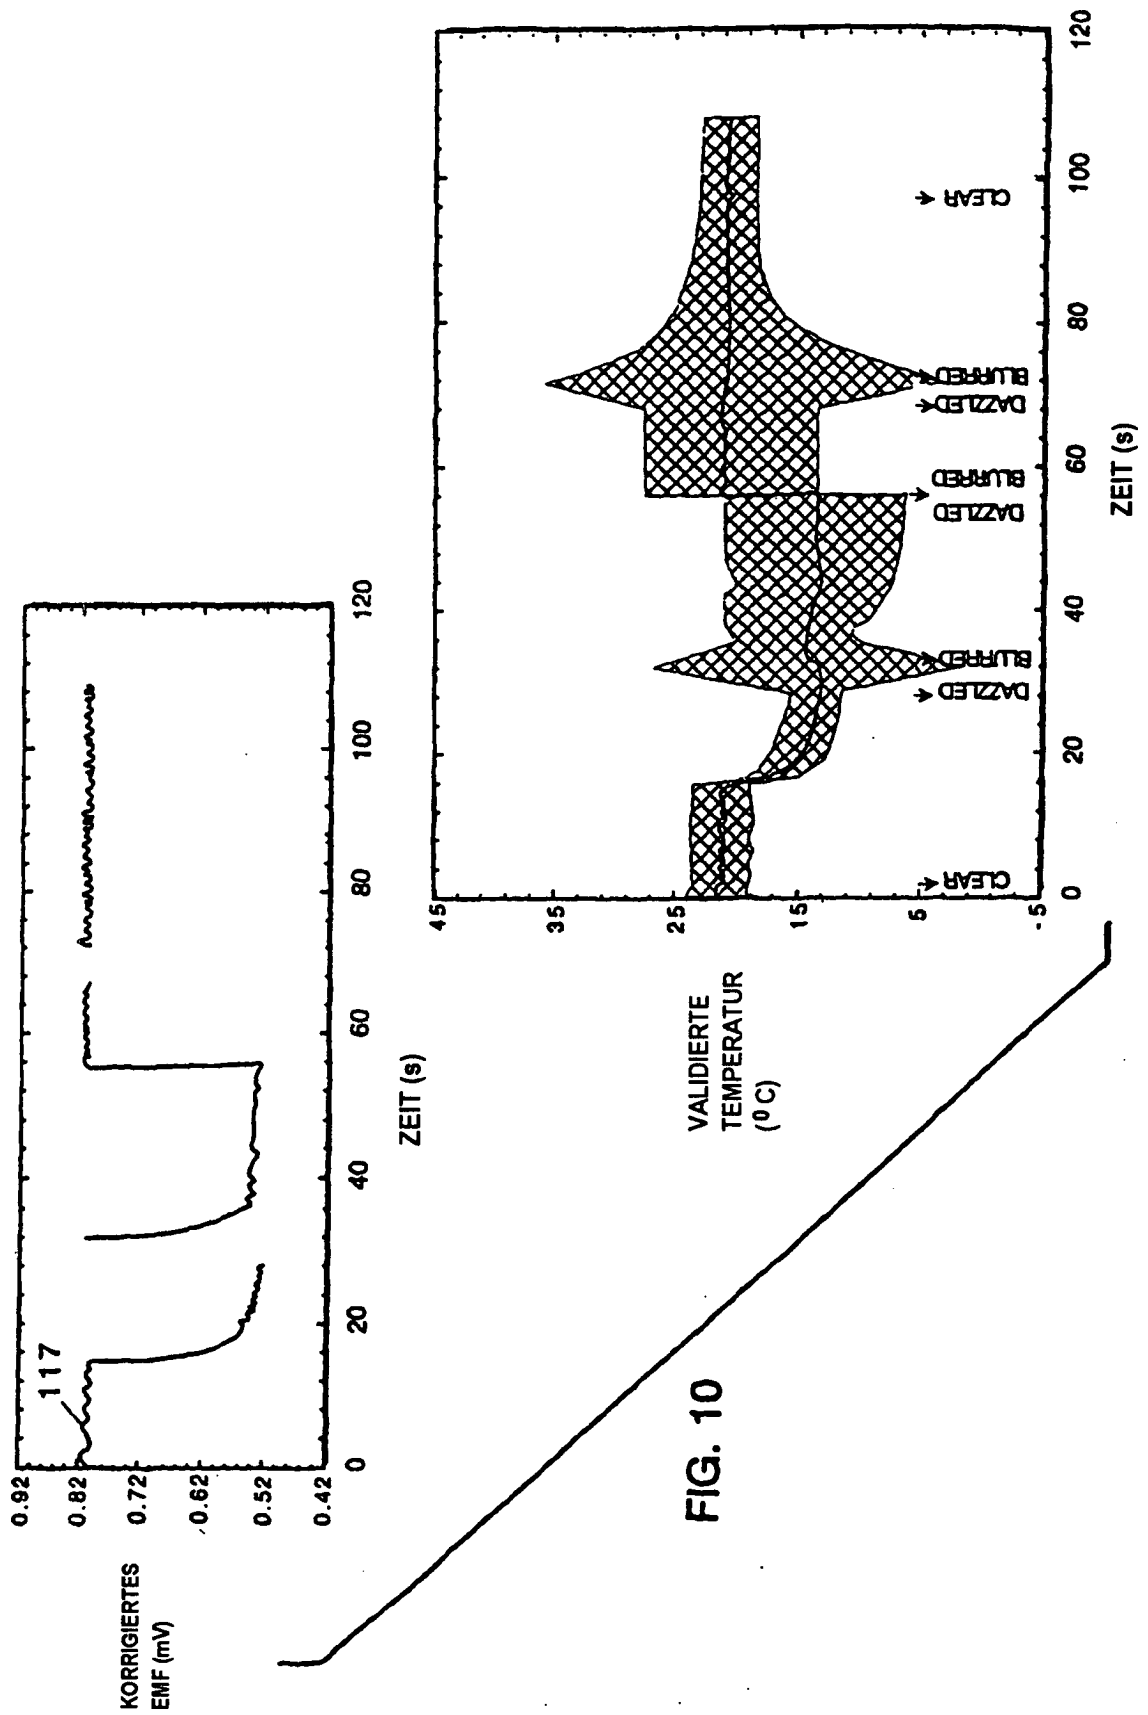 KORRIGIERTES
EMF (mV)
0.92
0.82
0.72
0.62
0.52
0.42
117
0
20
40
60
80
100
120
ZEIT (s)
VALIDIERTE
TEMPERATUR
(⁰C)
45
35
25
15
5
-5
CLEAR
DAZZLED
BLURRED
DAZZLED
BLURRED
DAZZLED
BLURRED
CLEAR
0
20
40
60
80
100
120
ZEIT (s)
FIG. 10